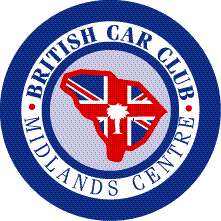 · BRITISH CAR CLUB ·
MIDLANDS CENTRE